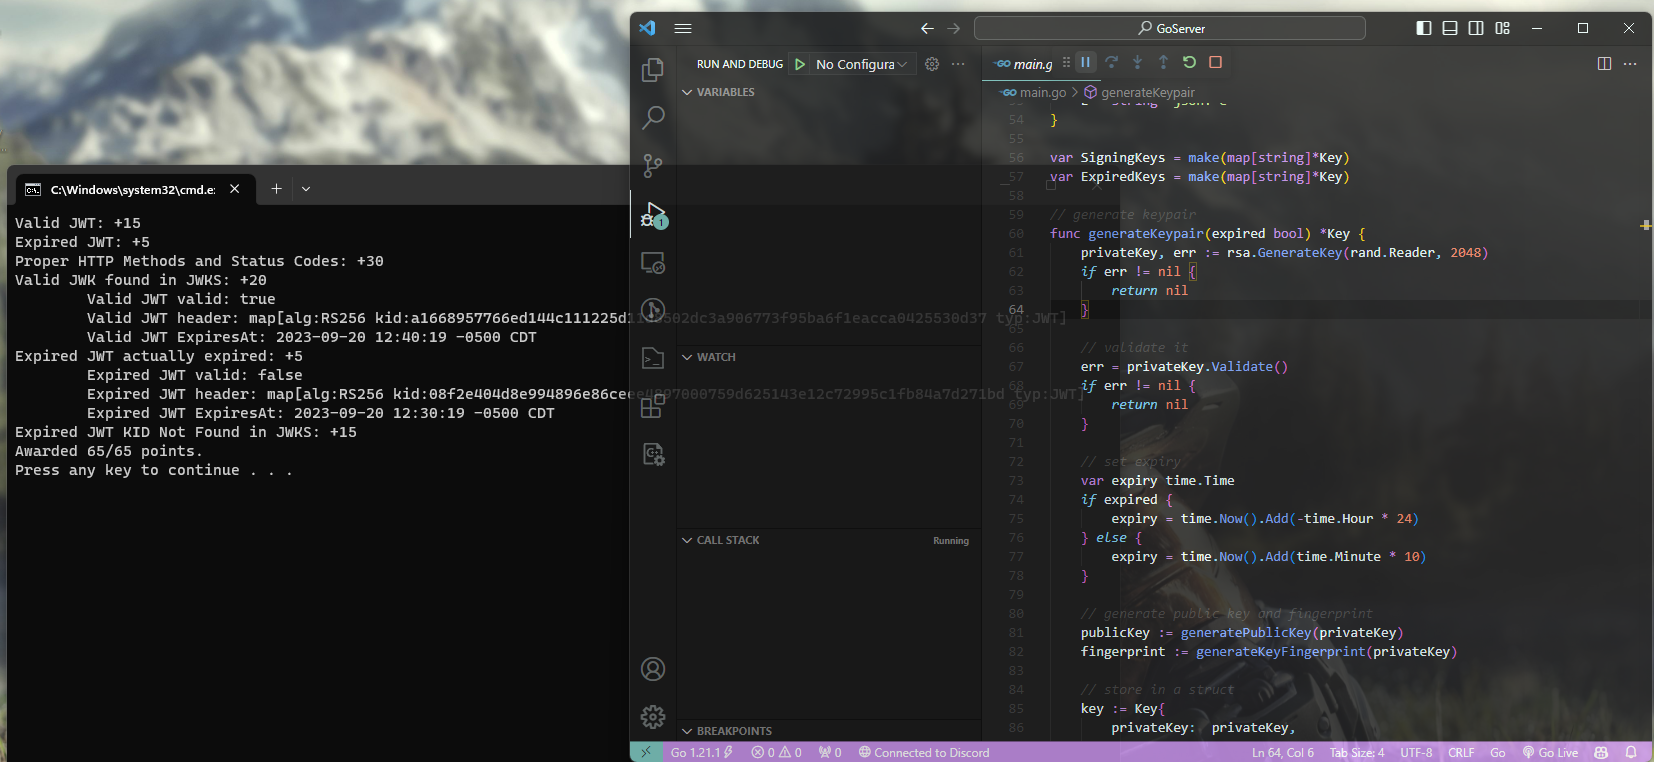 C:\Windows\system32\cmd.e:
Valid JWT: +15
Expired JWT: +5
Proper HTTP Methods and Status Codes: +30
Valid JWK found in JWKS: +20
Valid JWT valid: true
Valid JWT header: map[alg:RS256 typ:JWT]
Valid JWT ExpiresAt: 2023-09-20 12:40:19 -0500 CDT
Expired JWT actually expired: +5
Expired JWT valid: false
Expired JWT header: map[alg:RS256 typ:JWT]
Expired JWT ExpiresAt: 2023-09-20 12:30:19 -0500 CDT
Expired JWT KID Not Found in JWKS: +15
Awarded 65/65 points.
Press any key to continue . . .
GoServer
RUN AND DEBUG No Configura
VARIABLES
1
WATCH
CALL STACK Running
BREAKPOINTS
main.g
main.go > generateKeypair
54 }
55
56 var SigningKeys = make(map[string]*Key)
57 var ExpiredKeys = make(map[string]*Key)
58
59 // generate keypair
60 func generateKeypair(expired bool) *Key {
61 privateKey, err := rsa.GenerateKey(rand.Reader, 2048)
62 if err != nil {
63 return nil
64 }
65
66 // validate it
67 err = privateKey.Validate()
68 if err != nil {
69 return nil
70 }
71
72 // set expiry
73 var expiry time.Time
74 if expired {
75 expiry = time.Now().Add(-time.Hour * 24)
76 } else {
77 expiry = time.Now().Add(time.Minute * 10)
78 }
79
80 // generate public key and fingerprint
81 publicKey := generatePublicKey(privateKey)
82 fingerprint := generateKeyFingerprint(privateKey)
83
84 // store in a struct
85 key := Key{
86 privateKey: privateKey,
Go 1.21.1 0 0 0 Connected to Discord Ln 64, Col 6 Tab Size: 4 UTF-8 CRLF Go Go Live